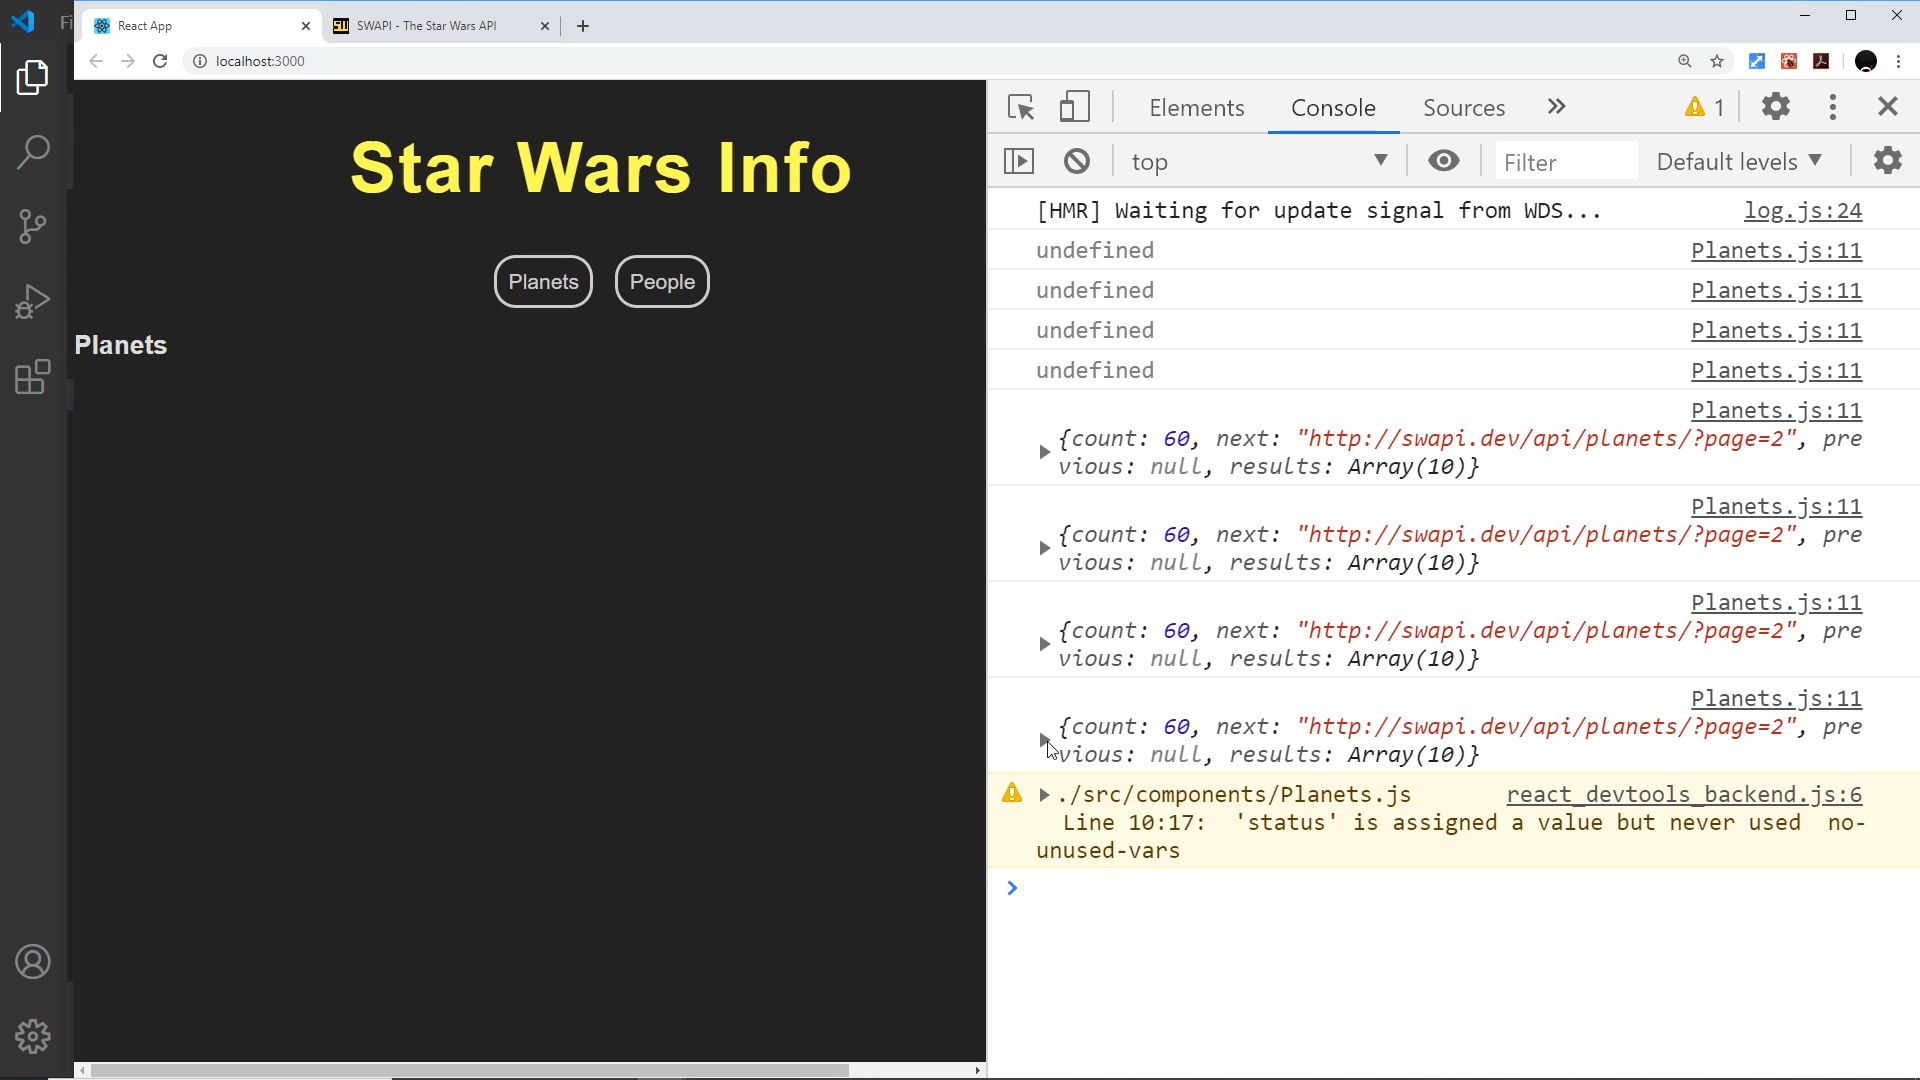 Fi
React App
SWAPI - The Star Wars API
localhost:3000
Star Wars Info
Planets
People
Planets
Elements
Console
Sources
1
top
Filter
Default levels
[HMR] Waiting for update signal from WDS...
log.js:24
undefined
Planets.js:11
undefined
Planets.js:11
undefined
Planets.js:11
undefined
Planets.js:11
Planets.js:11
{count: 60, next: "http://swapi.dev/api/planets/?page=2", pre
vious: null, results: Array(10)}
Planets.js:11
{count: 60, next: "http://swapi.dev/api/planets/?page=2", pre
vious: null, results: Array(10)}
Planets.js:11
{count: 60, next: "http://swapi.dev/api/planets/?page=2", pre
vious: null, results: Array(10)}
Planets.js:11
{count: 60, next: "http://swapi.dev/api/planets/?page=2", pre
vious: null, results: Array(10)}
./src/components/Planets.js
react_devtools_backend.js:6
Line 10:17: 'status' is assigned a value but never used no-
unused-vars